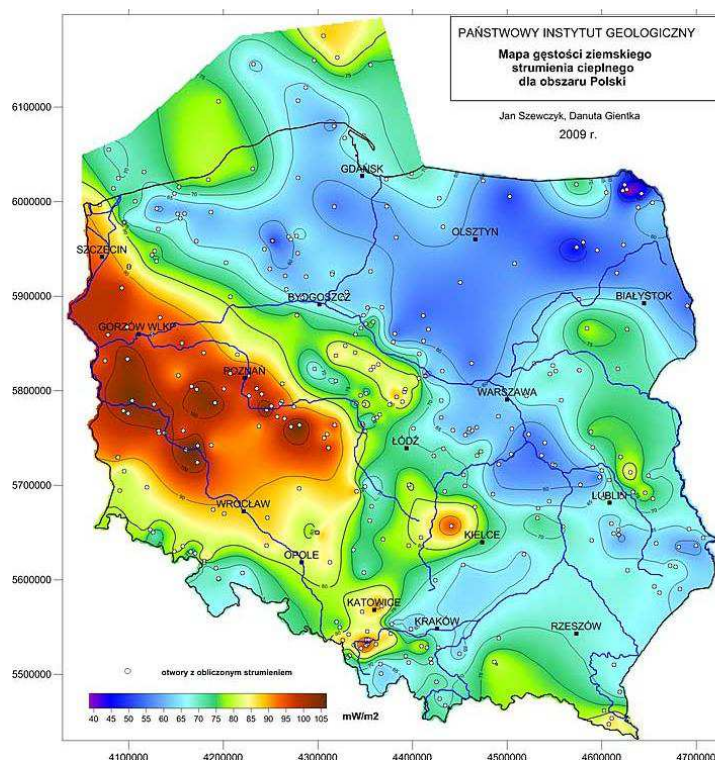 PAŃSTWOWY INSTYTUT GEOLOGICZNY
Mapa gęstości ziemskiego
strumienia cieplnego
dla obszaru Polski
Jan Szewczyk, Danuta Gientka
2009 r.
6100000
GDAŃSK
6000000
OLSZTYN
SZCZECIN
5900000
BYDGOSZCZ
BIAŁYSTOK
GORZÓW WLKP
POZNAŃ
5800000
WARSZAWA
ŁÓDŹ
5700000
LUBLIN
WROCŁAW
KIELCE
OPOLE
5600000
KATOWICE
KRAKÓW
RZESZÓW
5500000
otwory z obliczonym strumieniem
40 45 50 55 60 65 70 75 80 85 90 95 100 107 mW/m2
4100000 4200000 4300000 4400000 4500000 4600000 4700000